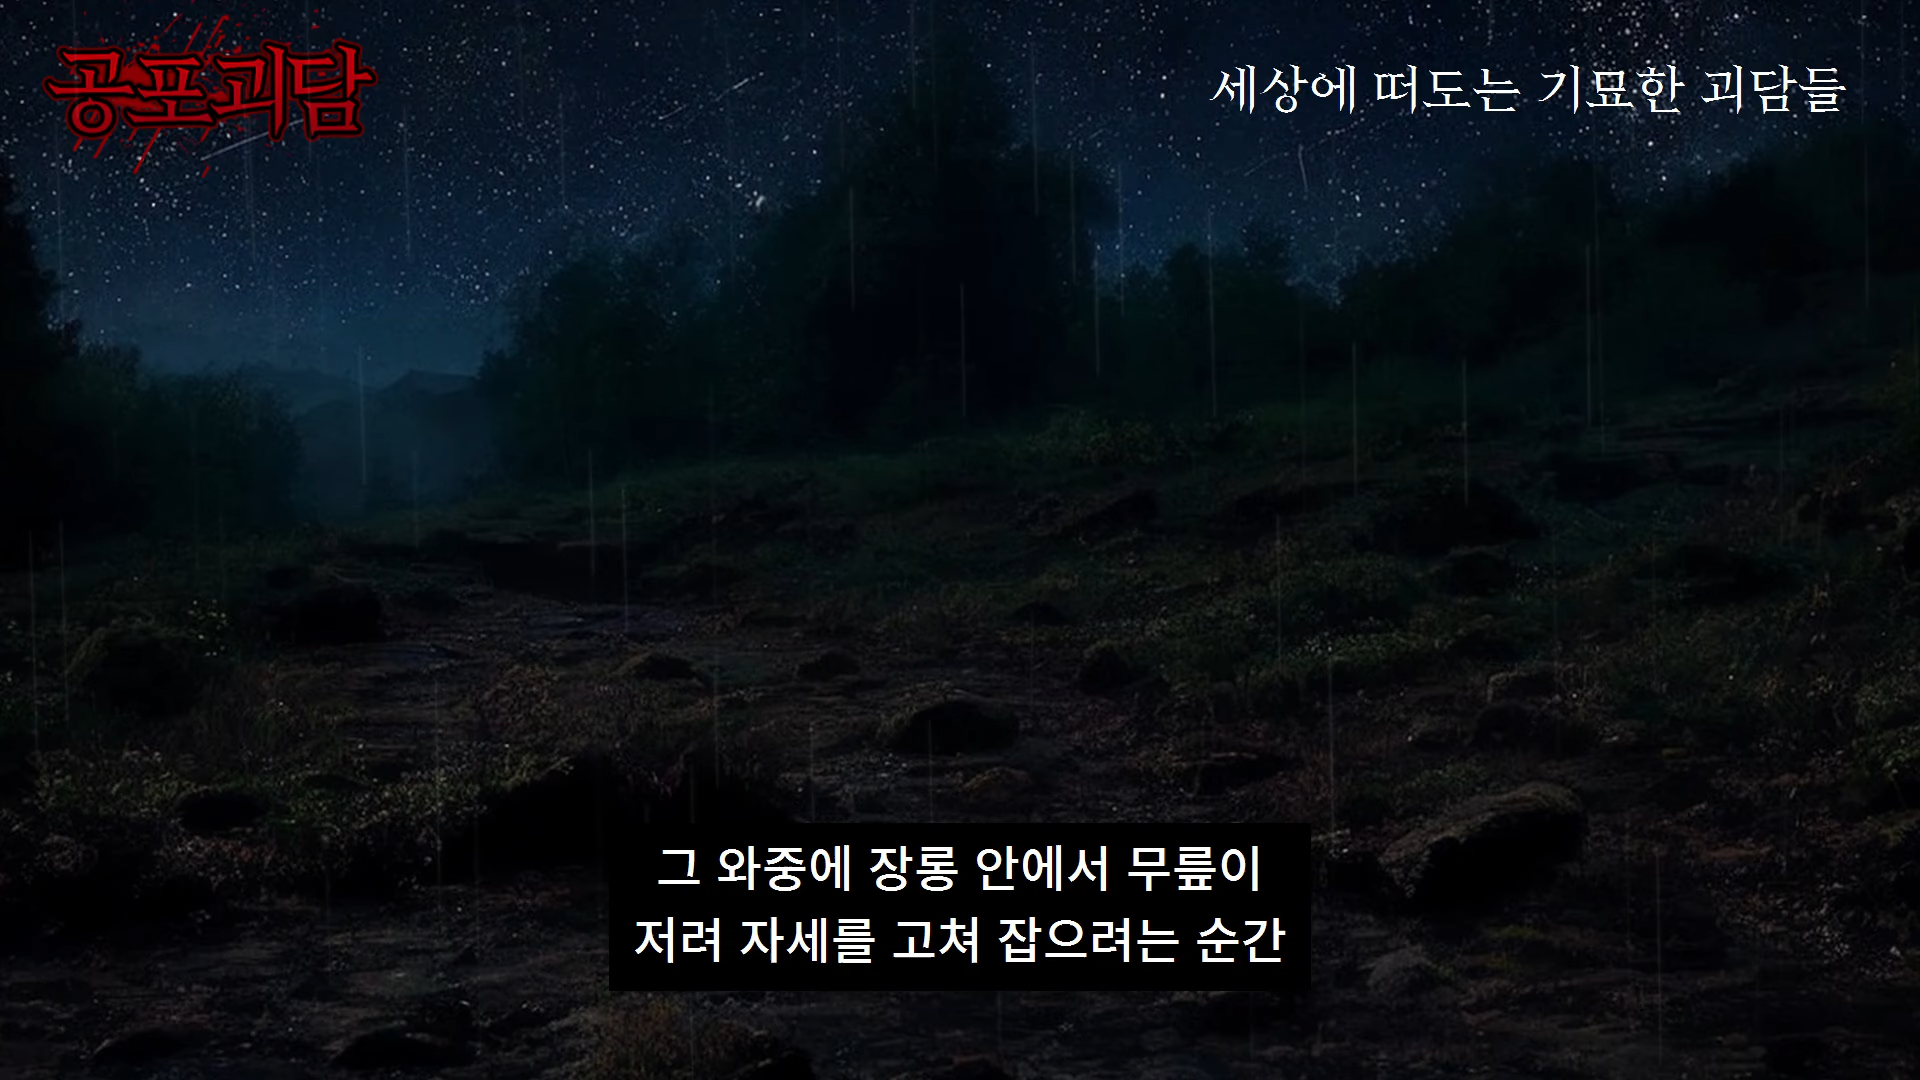 공포괴담
세상에 떠도는 기묘한 괴담들
그 와중에 장롱 안에서 무릎이
저려 자세를 고쳐 잡으려는 순간